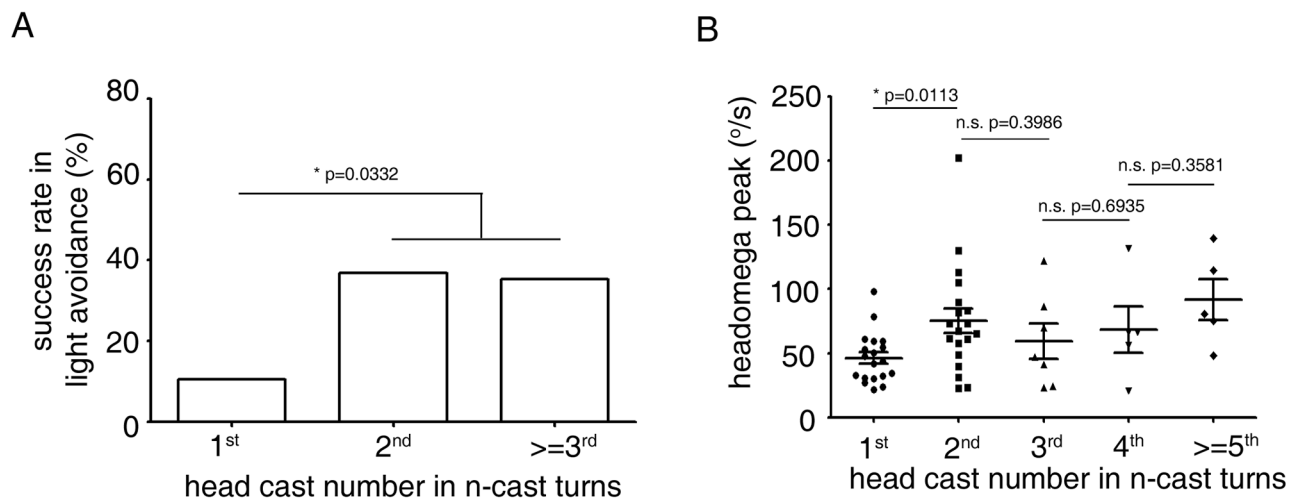 A
success rate in
light avoidance (%)
80
60
40
20
0
* p=0.0332
1st
2nd
>=3rd
head cast number in n-cast turns
B
headomega peak (o/s)
250
200
150
100
50
0
* p=0.0113
n.s. p=0.3986
n.s. p=0.3581
n.s. p=0.6935
1st
2nd
3rd
4th
>=5th
head cast number in n-cast turns